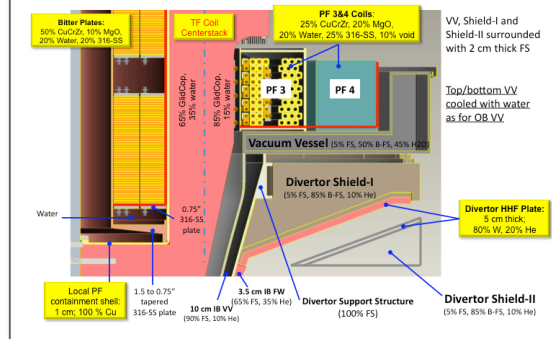 Bitter Plates:
50% CuCrZr, 10% MgO,
20% Water, 20% 316-SS
TF Coil
Centerstack
PF 3&4 Coils:
25% CuCrZr, 20% MgO,
20% Water, 25% 316-SS, 10% void
VV, Shield-I and
Shield-II surrounded
with 2 cm thick FS
65% GlidCop,
35% water
85% GlidCop,
15% water
PF 3
PF 4
Top/bottom VV
cooled with water
as for OB VV
Vacuum Vessel (5% FS, 50% B-FS, 45% H2O)
Divertor Shield-I
(5% FS, 85% B-FS, 10% He)
Water
0.75"
316-SS
plate
Divertor HHF Plate:
5 cm thick;
80% W, 20% He
Local PF
containment shell:
1 cm; 100 % Cu
1.5 to 0.75"
tapered
316-SS plate
3.5 cm IB FW
(65% FS, 35% He)
10 cm IB VV
(90% FS, 10% He)
Divertor Support Structure
(100% FS)
Divertor Shield-II
(5% FS, 85% B-FS, 10% He)